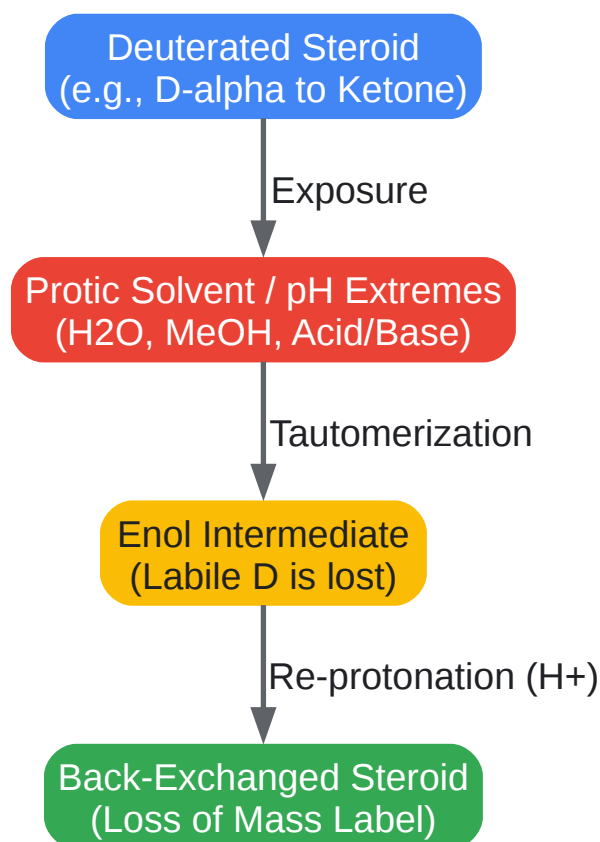 Deuterated Steroid
(e.g., D-alpha to Ketone)
Exposure
Protic Solvent / pH Extremes
(H2O, MeOH, Acid/Base)
Tautomerization
Enol Intermediate
(Labile D is lost)
Re-protonation (H+)
Back-Exchanged Steroid
(Loss of Mass Label)